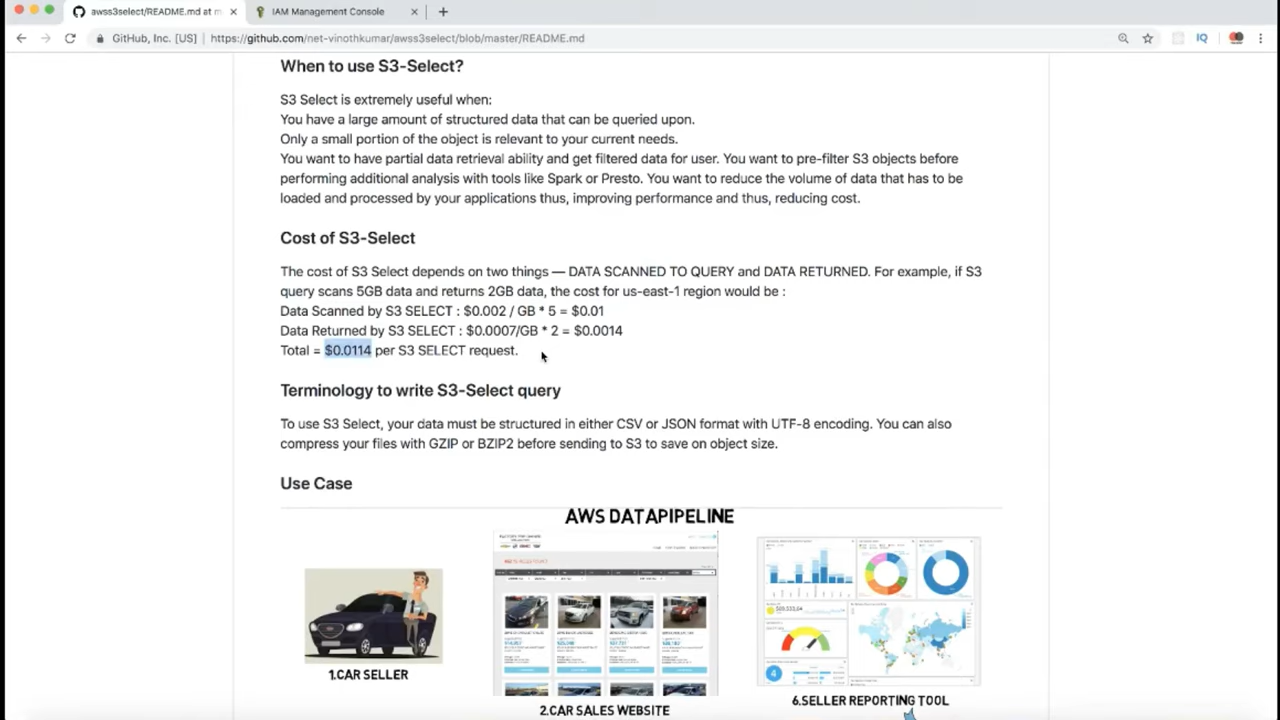 awss3select/README.md at m
IAM Management Console
GitHub, Inc. [US] | https://github.com/net-vinothkumar/awss3select/blob/master/README.md
IQ
When to use S3-Select?
S3 Select is extremely useful when:
You have a large amount of structured data that can be queried upon.
Only a small portion of the object is relevant to your current needs.
You want to have partial data retrieval ability and get filtered data for user. You want to pre-filter S3 objects before
performing additional analysis with tools like Spark or Presto. You want to reduce the volume of data that has to be
loaded and processed by your applications thus, improving performance and thus, reducing cost.
Cost of S3-Select
The cost of S3 Select depends on two things — DATA SCANNED TO QUERY and DATA RETURNED. For example, if S3
query scans 5GB data and returns 2GB data, the cost for us-east-1 region would be :
Data Scanned by S3 SELECT : $0.002 / GB * 5 = $0.01
Data Returned by S3 SELECT : $0.0007/GB * 2 = $0.0014
Total = $0.0114 per S3 SELECT request.
Terminology to write S3-Select query
To use S3 Select, your data must be structured in either CSV or JSON format with UTF-8 encoding. You can also
compress your files with GZIP or BZIP2 before sending to S3 to save on object size.
Use Case
AWS DATAPIPELINE
1.CAR SELLER
2.CAR SALES WEBSITE
6.SELLER REPORTING TOOL